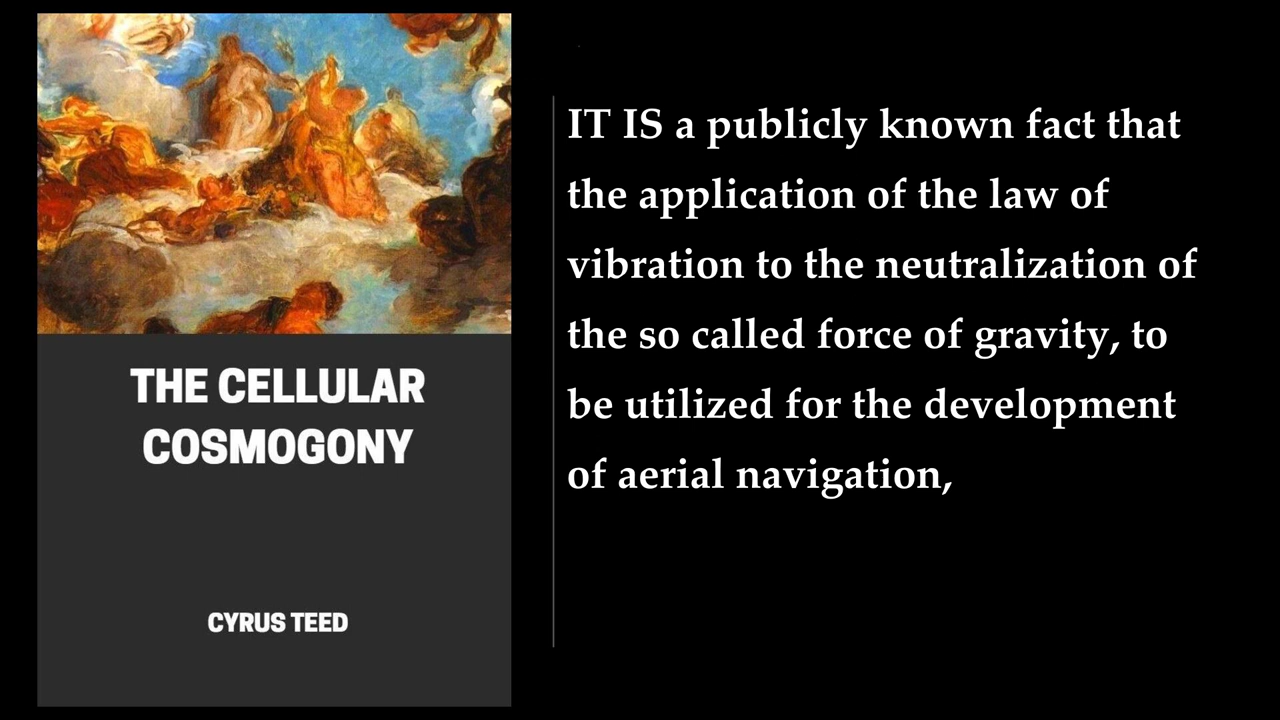 THE CELLULAR
COSMOGONY
CYRUS TEED
IT IS a publicly known fact that
the application of the law of
vibration to the neutralization of
the so called force of gravity, to
be utilized for the development
of aerial navigation,